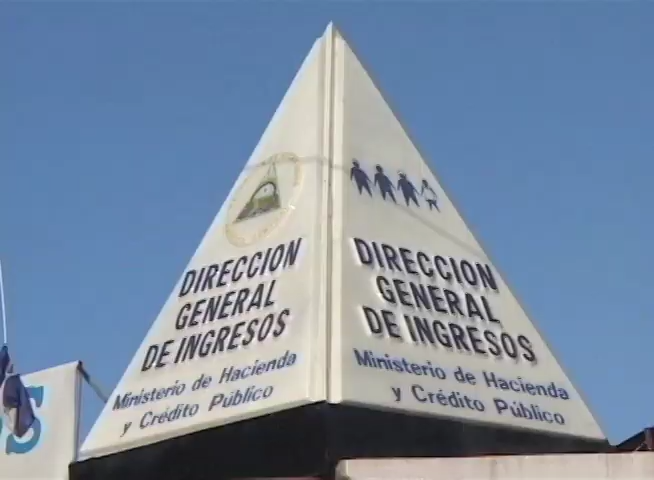 DIRECCION
GENERAL
DE INGRESOS
Ministerio de Hacienda
y Crédito Público
DIRECCION
GENERAL
DE INGRESOS
Ministerio de Hacienda
y Crédito Público
S